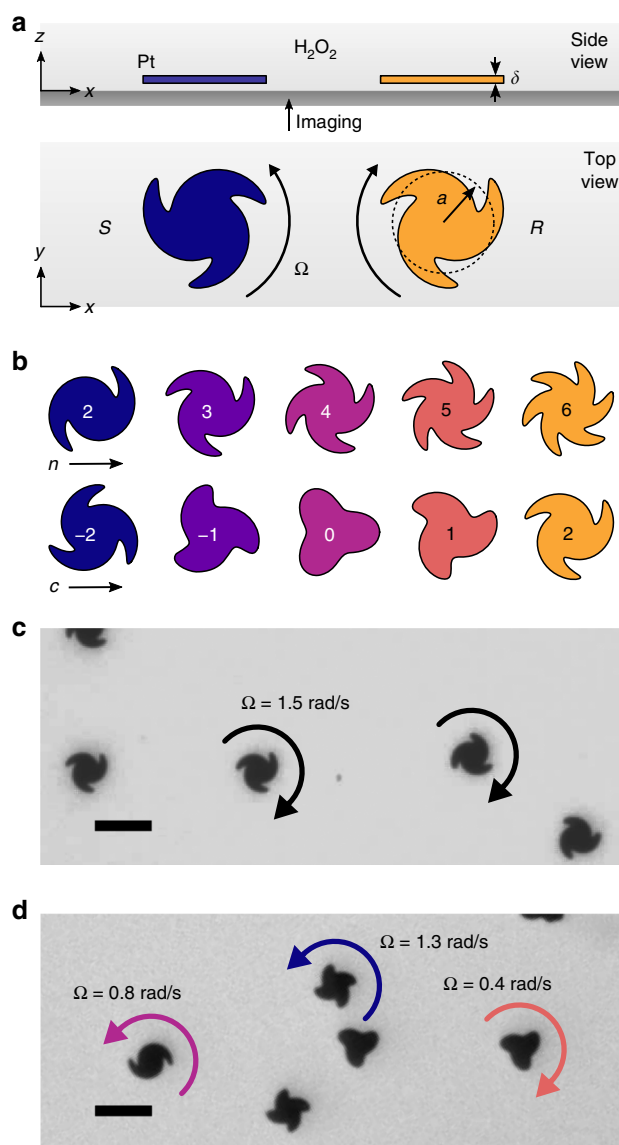 a
z
H₂O₂
Side
view
Pt
δ
x
Imaging
Top
view
S
a
R
y
Ω
x
b
2 3 4 5 6
n
−2 −1 0 1 2
c
c
Ω = 1.5 rad/s
d
Ω = 1.3 rad/s
Ω = 0.8 rad/s
Ω = 0.4 rad/s